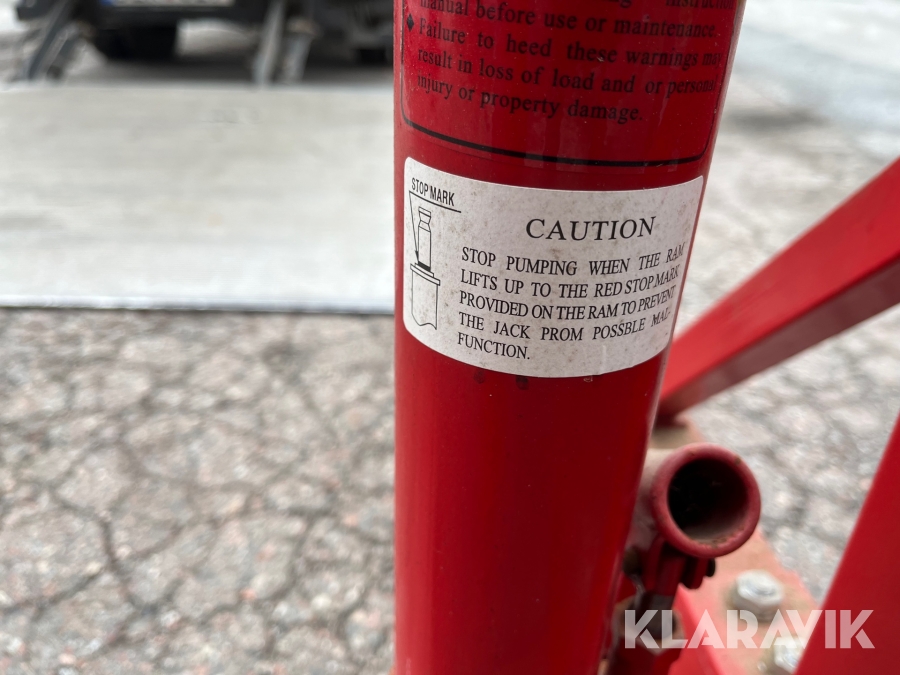 manual before use or maintenance.
◆ Failure to heed these warnings may
result in loss of load and or personal
injury or property damage.
STOP MARK
CAUTION
STOP PUMPING WHEN THE RAM
LIFTS UP TO THE RED STOP MARK
PROVIDED ON THE RAM TO PREVENT
THE JACK PROM POSSBLE MAL-
FUNCTION.
KLARAVIK